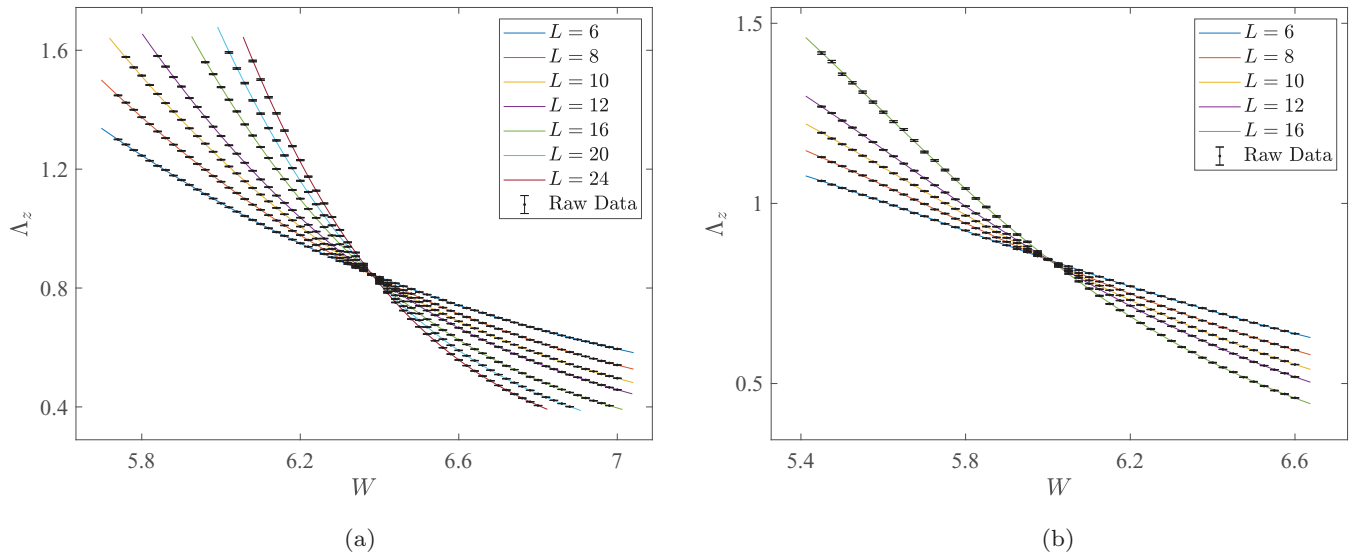 1.6
1.2
0.8
0.4
Λ_z
5.8
6.2
6.6
7
W
L = 6
L = 8
L = 10
L = 12
L = 16
L = 20
L = 24
Raw Data
(a)
1.5
1
0.5
Λ_z
5.4
5.8
6.2
6.6
W
L = 6
L = 8
L = 10
L = 12
L = 16
Raw Data
(b)